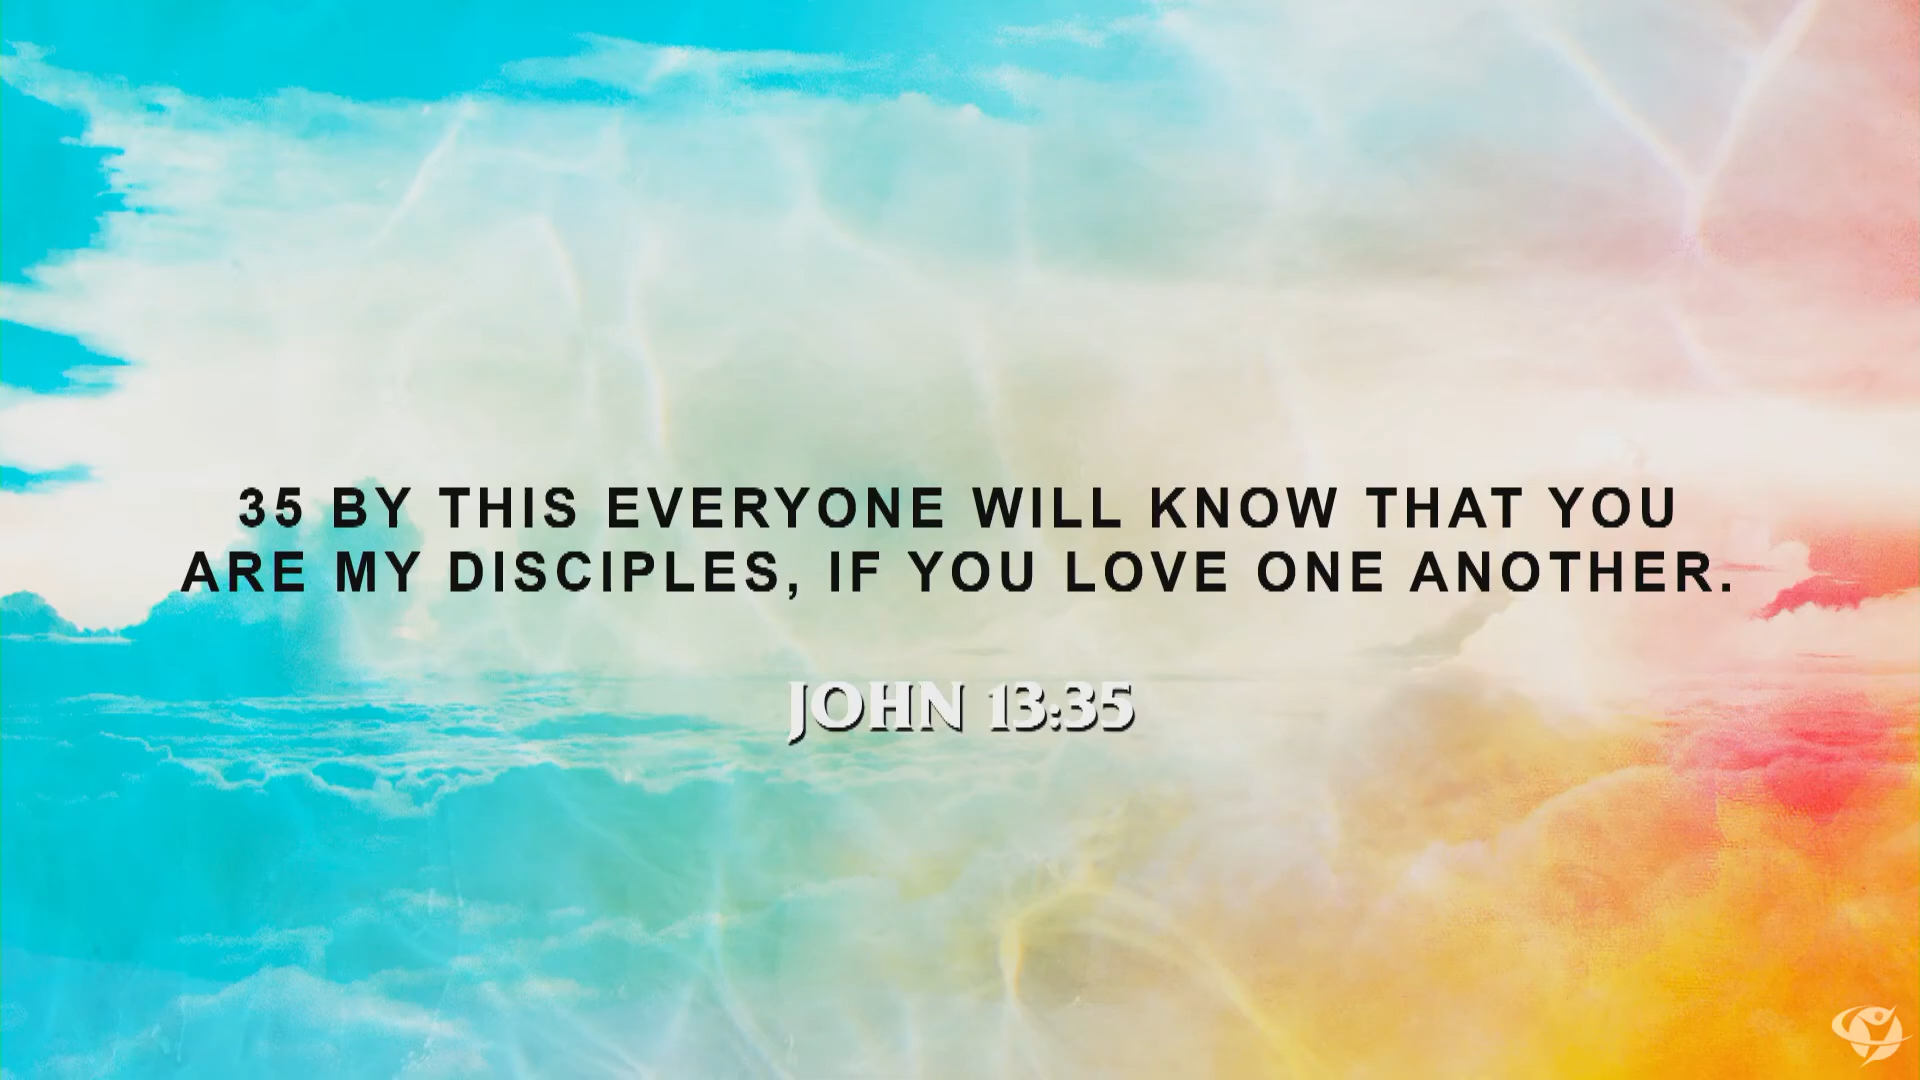 35 BY THIS EVERYONE WILL KNOW THAT YOU
ARE MY DISCIPLES, IF YOU LOVE ONE ANOTHER.
JOHN 13:35